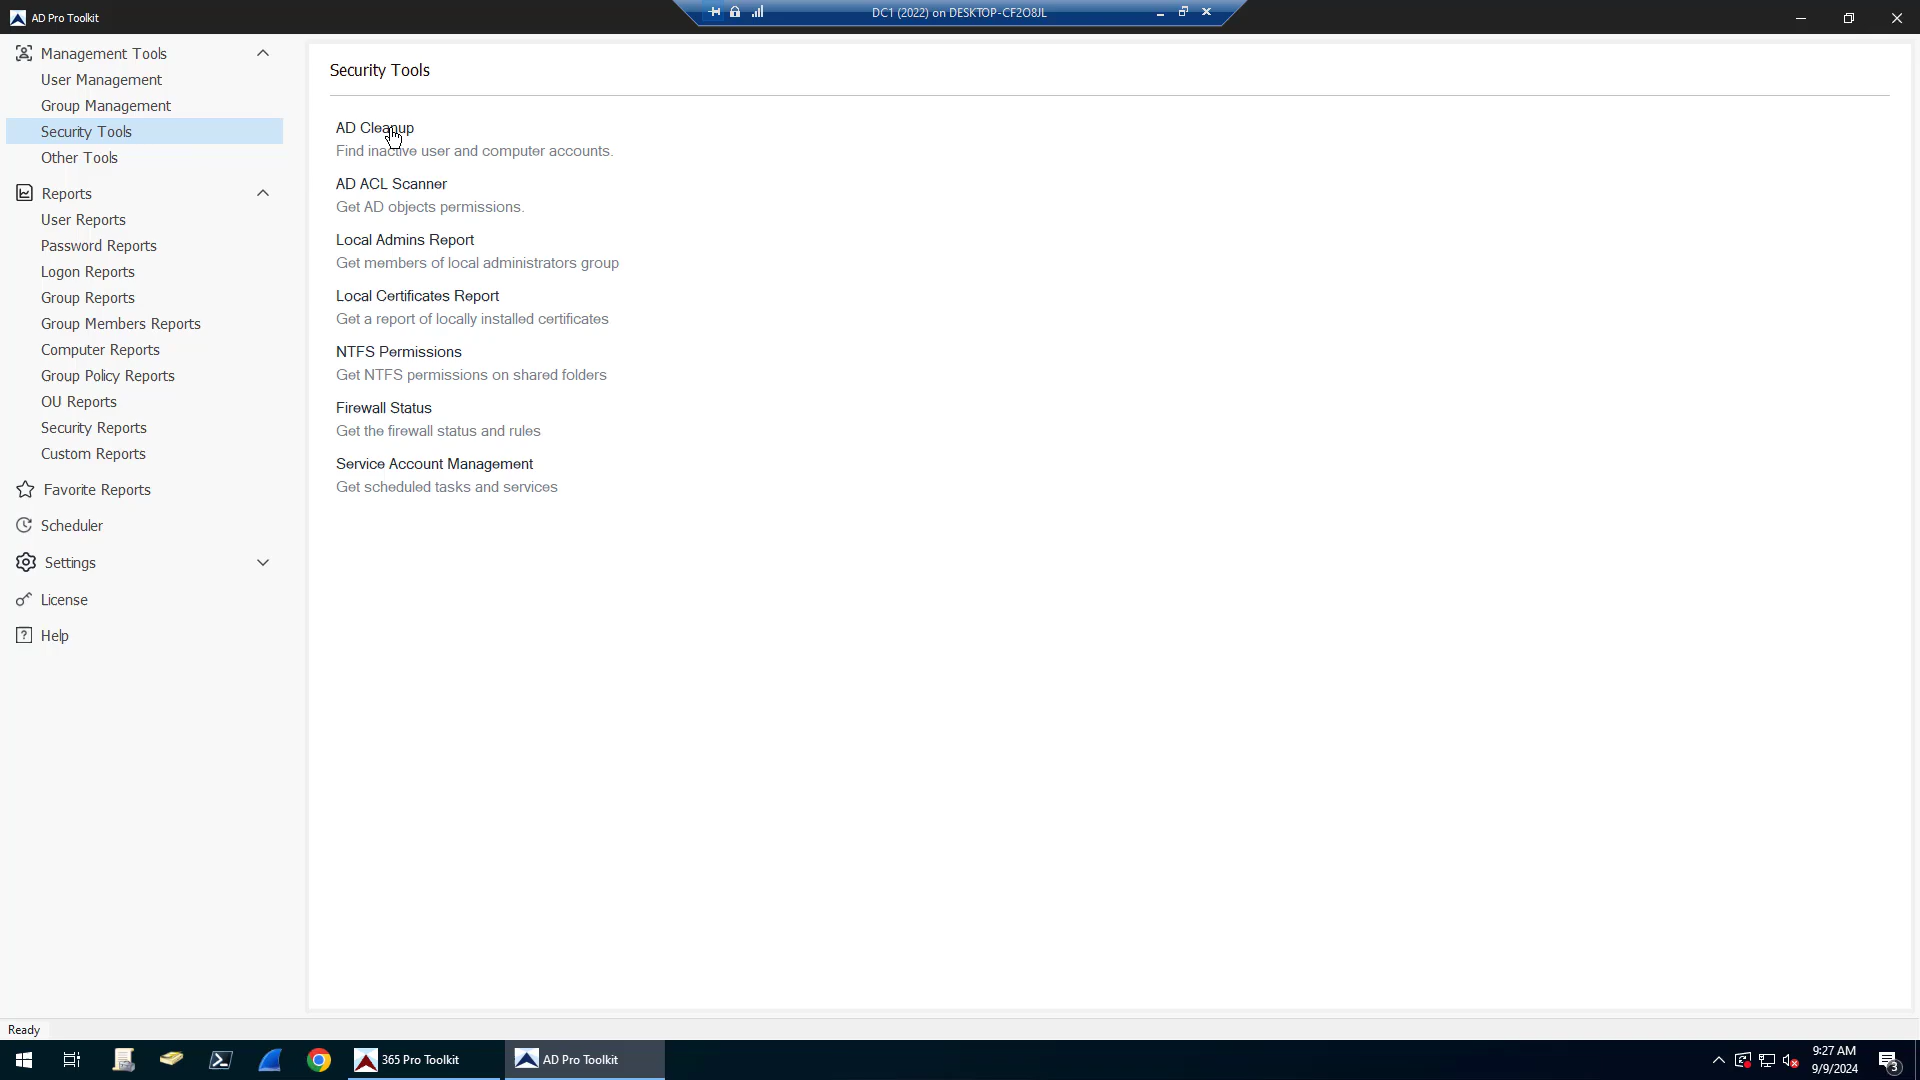 AD Pro Toolkit
DC1 (2022) on DESKTOP-CF2O8JL
Management Tools
User Management
Group Management
Security Tools
Other Tools
Reports
User Reports
Password Reports
Logon Reports
Group Reports
Group Members Reports
Computer Reports
Group Policy Reports
OU Reports
Security Reports
Custom Reports
Favorite Reports
Scheduler
Settings
License
Help
Security Tools
AD Cleanup
Find inactive user and computer accounts.
AD ACL Scanner
Get AD objects permissions.
Local Admins Report
Get members of local administrators group
Local Certificates Report
Get a report of locally installed certificates
NTFS Permissions
Get NTFS permissions on shared folders
Firewall Status
Get the firewall status and rules
Service Account Management
Get scheduled tasks and services
Ready
365 Pro Toolkit
AD Pro Toolkit
9:27 AM
9/9/2024
3